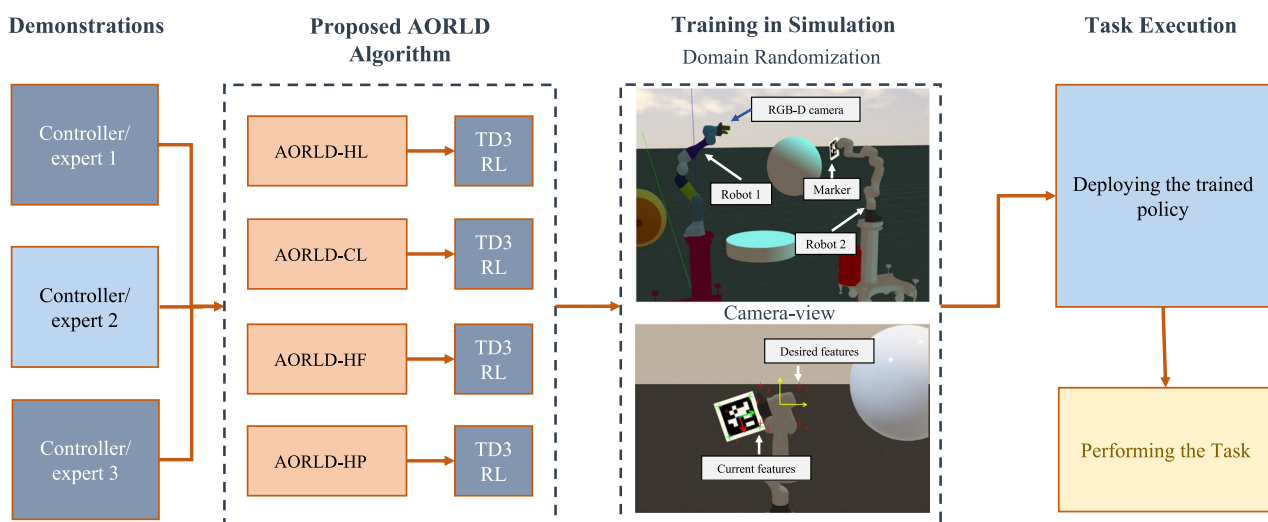 Demonstrations
Controller/
expert 1
Controller/
expert 2
Controller/
expert 3
Proposed AORLD
Algorithm
AORLD-HL
TD3
RL
AORLD-CL
TD3
RL
AORLD-HF
TD3
RL
AORLD-HP
TD3
RL
Training in Simulation
Domain Randomization
RGB-D camera
Robot 1
Marker
Robot 2
Camera-view
Desired features
Current features
Task Execution
Deploying the trained
policy
Performing the Task